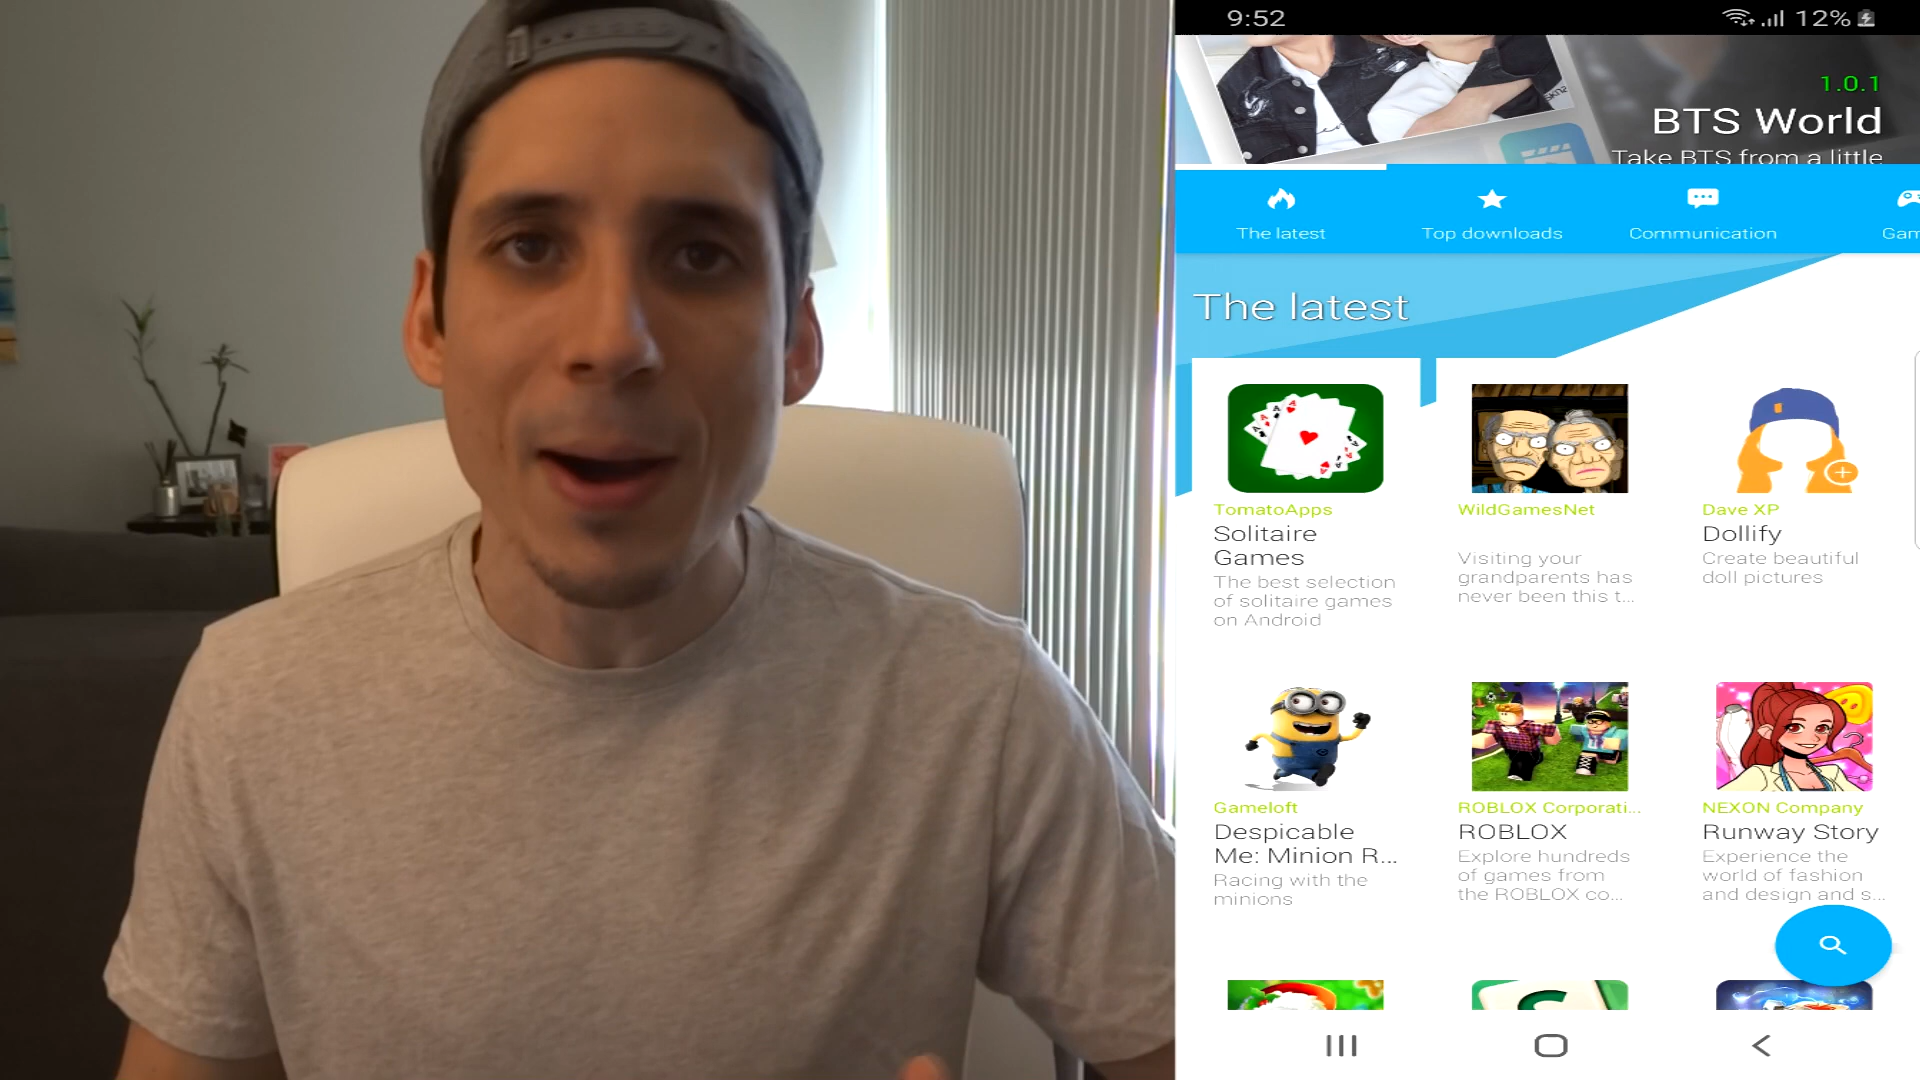 9:52
12%
1.0.1
BTS World
Take BTS from a little
The latest
Top downloads
Communication
Gam
The latest
TomatoApps
Solitaire
Games
The best selection
of solitaire games
on Android
WildGamesNet
Visiting your
grandparents has
never been this t...
Dave XP
Dollify
Create beautiful
doll pictures
Gameloft
Despicable
Me: Minion R...
Racing with the
minions
ROBLOX Corporati...
ROBLOX
Explore hundreds
of games from
the ROBLOX co...
NEXON Company
Runway Story
Experience the
world of fashion
and design and s...